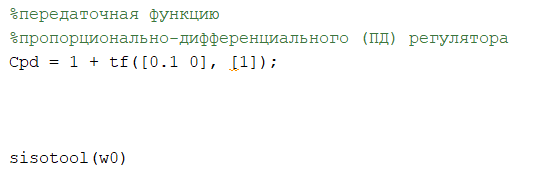 %передаточная функцию
%пропорционально-дифференциального (ПД) регулятора
Cpd = 1 + tf([0.1 0], [1]);
sisotool(w0)